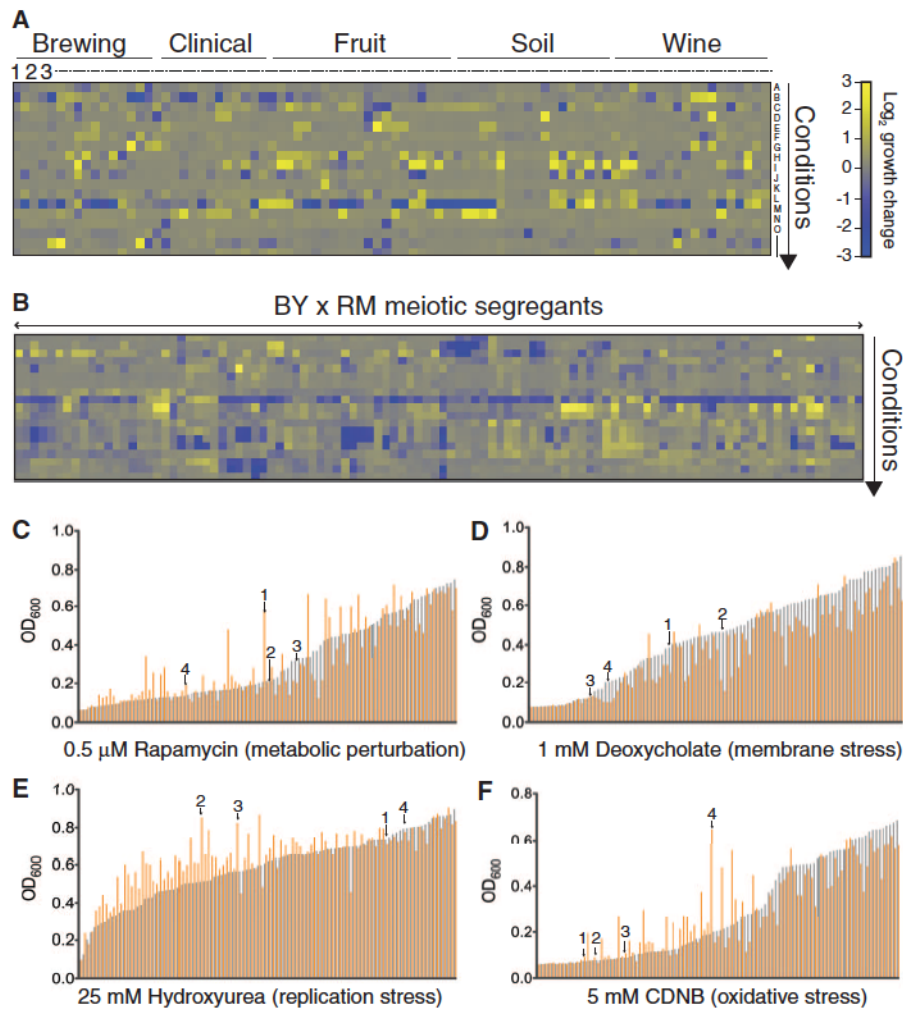 A
Brewing Clinical Fruit Soil Wine
1 2 3
A
B
C
D
E
F
G
H
I
J
K
L
M
N
O
Conditions
3
2
1
0
-1
-2
-3
Log2 growth change
B
BY x RM meiotic segregants
Conditions
C
1.0
0.8
0.6
0.4
0.2
0.0
OD600
4
1
2
3
0.5 µM Rapamycin (metabolic perturbation)
D
1.0
0.8
0.6
0.4
0.2
0.0
OD600
3
4
1
2
1 mM Deoxycholate (membrane stress)
E
1.0
0.8
0.6
0.4
0.2
0.0
OD600
2
3
1
4
25 mM Hydroxyurea (replication stress)
F
0.8
0.6
0.4
0.2
0.0
OD600
1
2
3
4
5 mM CDNB (oxidative stress)